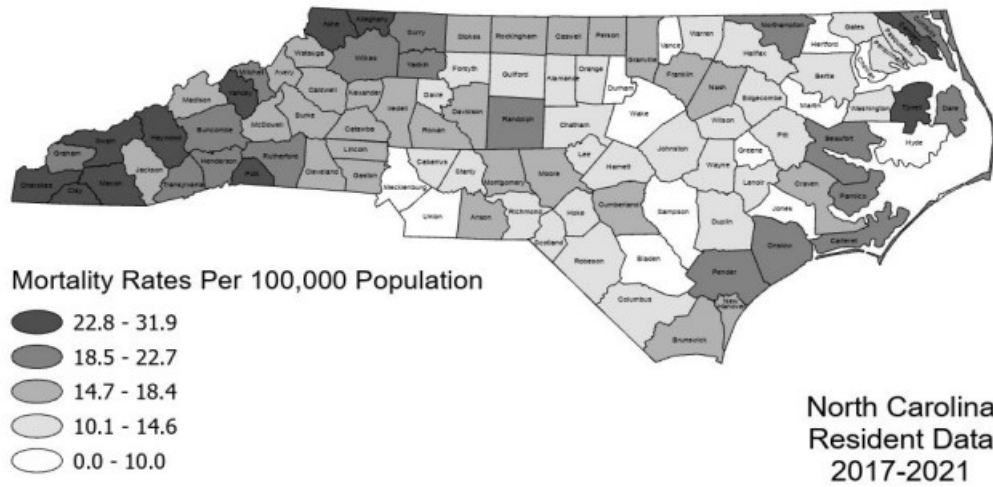 Ashe
Alleghany
Surry
Stokes
Rockingham
Caswell
Person
Vance
Warren
Northampton
Gates
Hertford
Halifax
Granville
Watauga
Wilkes
Yadkin
Forsyth
Guilford
Alamance
Orange
Durham
Franklin
Nash
Bertie
Mitchell
Avery
Caldwell
Alexander
Davie
Iredell
Davidson
Randolph
Chatham
Wake
Edgecombe
Martin
Washington
Tyrrell
Dare
Madison
Yancey
Burke
McDowell
Catawba
Rowan
Wilson
Pitt
Beaufort
Hyde
Haywood
Buncombe
Swain
Graham
Lincoln
Cabarrus
Stanly
Montgomery
Moore
Lee
Harnett
Johnston
Wayne
Greene
Lenoir
Craven
Pamlico
Cherokee
Clay
Macon
Jackson
Transylvania
Henderson
Polk
Rutherford
Cleveland
Gaston
Mecklenburg
Union
Anson
Richmond
Scotland
Hoke
Cumberland
Sampson
Duplin
Jones
Onslow
Carteret
Robeson
Bladen
Pender
Columbus
New
Hanover
Brunswick
Mortality Rates Per 100,000 Population
22.8 - 31.9
18.5 - 22.7
14.7 - 18.4
10.1 - 14.6
0.0 - 10.0
North Carolina
Resident Data
2017-2021